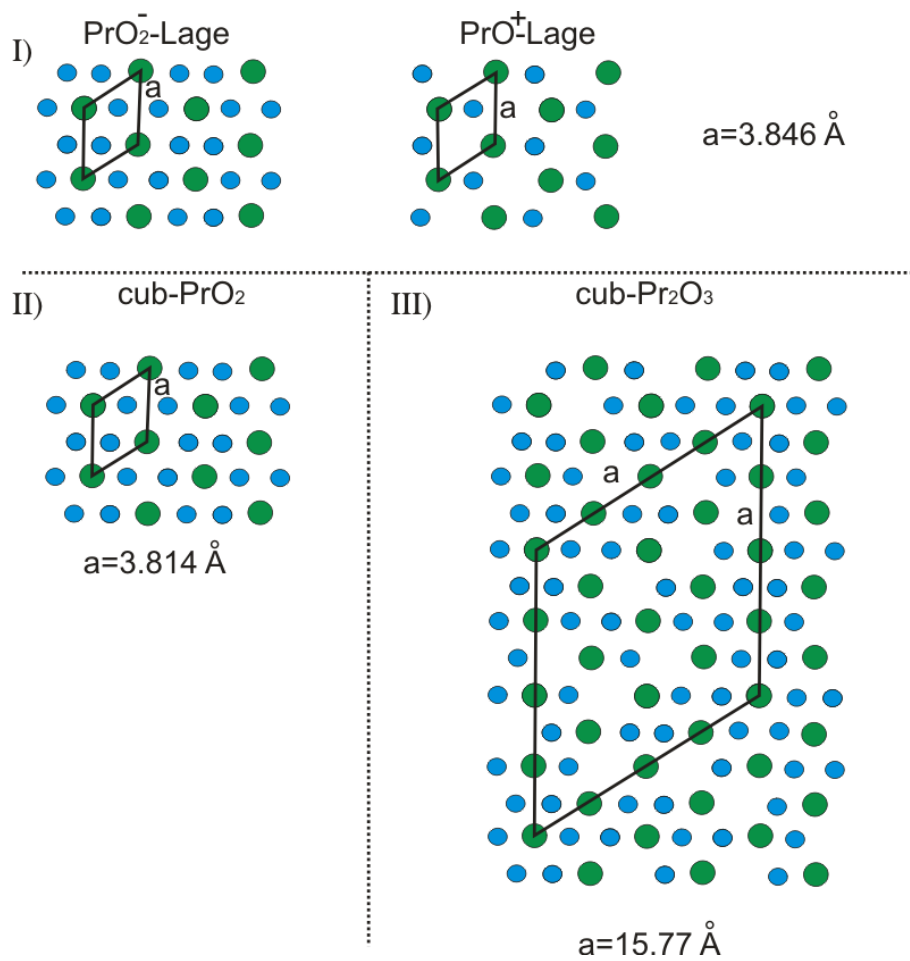 I)
PrO₂⁻-Lage
PrO⁺-Lage
a
a
a=3.846 Å
II)
cub-PrO₂
III)
cub-Pr₂O₃
a
a
a
a=3.814 Å
a=15.77 Å